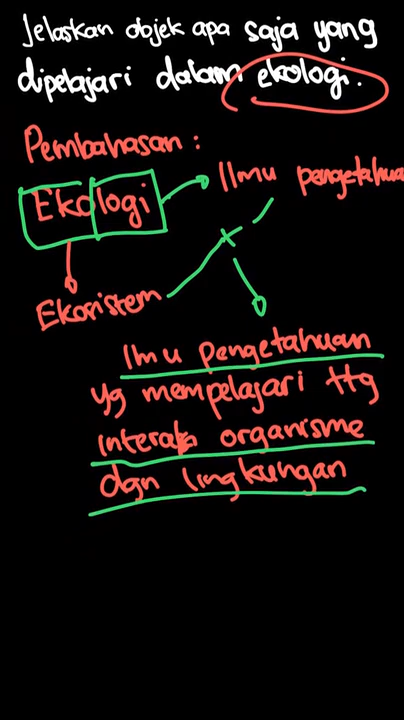 Jelaskan objek apa saja yang
dipelajari dalam ekologi.
Pembahasan :
Ekologi
Ilmu pengetahua
Ekosistem
Ilmu pengetahuan
yg mempelajari ttg
interaksi organisme
dgn lingkungan